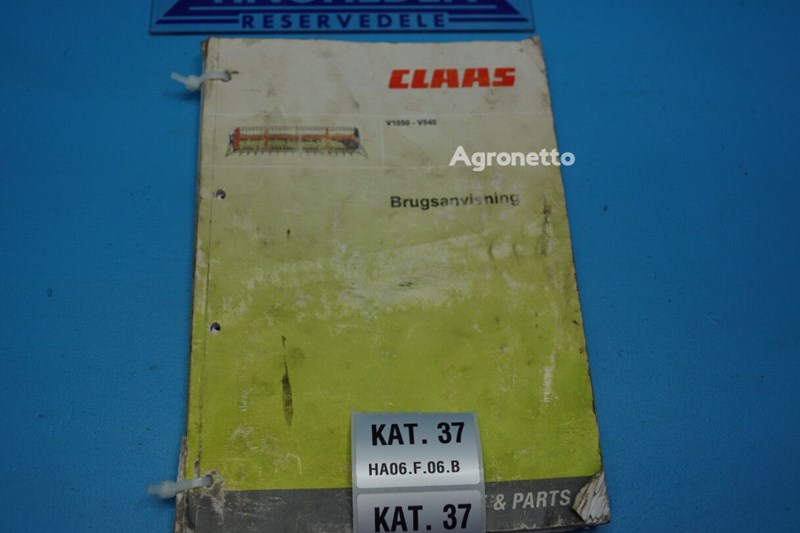 RESERVEDELE
CLAAS
V1050 - V540
Agronetto
Brugsanvisning
KAT. 37
HA06.F.06.B
& PARTS
KAT. 37